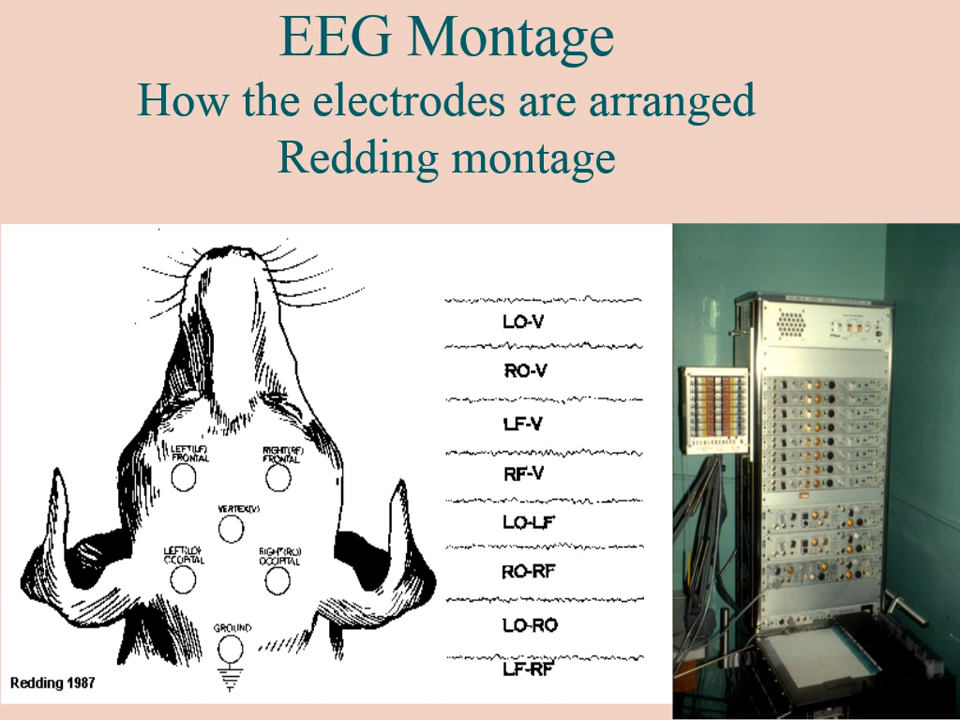 EEG Montage
How the electrodes are arranged
Redding montage
LEFT(LF)
FRONTAL
RIGHT(RF)
FRONTAL
VERTEX(V)
LEFT(LO)
OCCIPITAL
RIGHT(RO)
OCCIPITAL
GROUND
Redding 1987
LO-V
RO-V
LF-V
RF-V
LO-LF
RO-RF
LO-RO
LF-RF